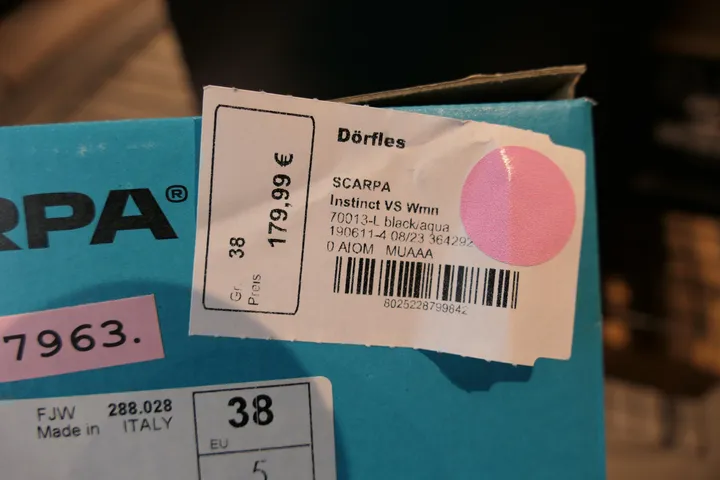 Dörfles
SCARPA
Instinct VS Wmn
70013-L black/aqua
190611-4 08/23 364292
0 AIOM MUAAA
8025228799842
Gr. 38
Preis 179,99 €
RPA®
7963.
FJW 288.028
Made in ITALY
38
EU
5